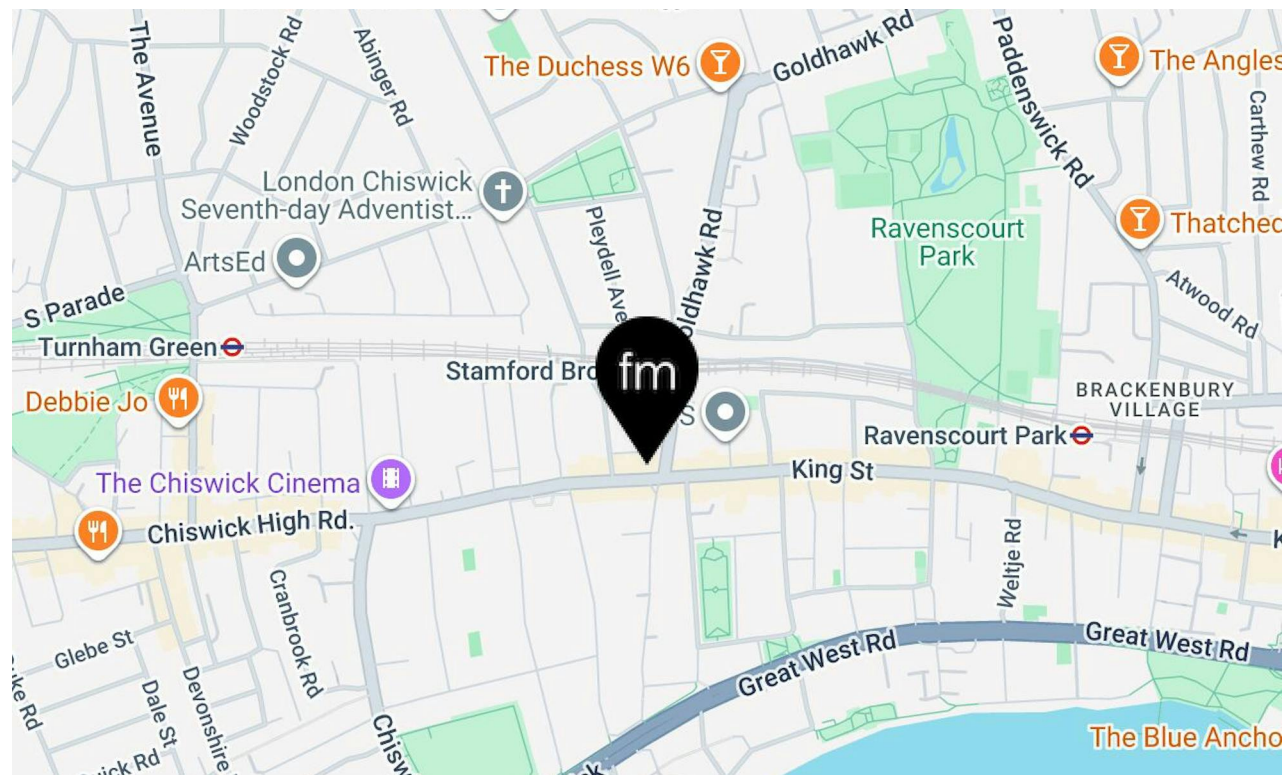 The Avenue
Woodstock Rd
Abinger Rd
The Duchess W6
Goldhawk Rd
Paddenswick Rd
The Angles
Carthew Rd
London Chiswick
Seventh-day Adventist...
ArtsEd
Pleydell Ave
Goldhawk Rd
Ravenscourt
Park
Thatched
Atwood Rd
S Parade
Turnham Green
Stamford Bro
fm
S
BRACKENBURY
VILLAGE
Debbie Jo
Ravenscourt Park
The Chiswick Cinema
King St
Chiswick High Rd.
K
Cranbrook Rd
Weltje Rd
Glebe St
Great West Rd
Great West Rd
Dale St
Devonshire
Chisw
The Blue Ancho